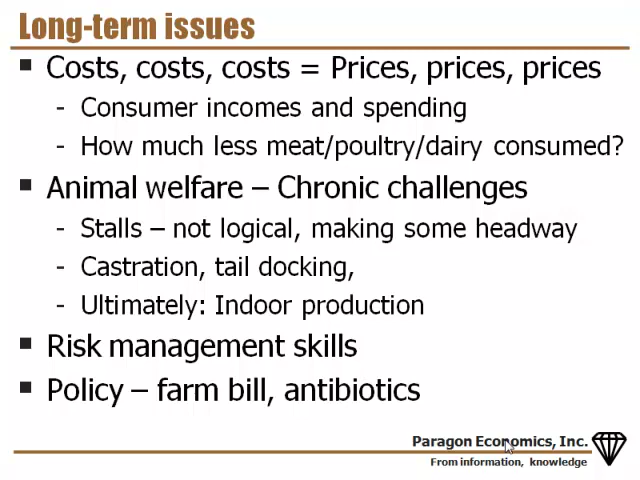 Long-term issues
▪ Costs, costs, costs = Prices, prices, prices
- Consumer incomes and spending
- How much less meat/poultry/dairy consumed?
▪ Animal welfare – Chronic challenges
- Stalls – not logical, making some headway
- Castration, tail docking,
- Ultimately: Indoor production
▪ Risk management skills
▪ Policy – farm bill, antibiotics
Paragon Economics, Inc.
From information, knowledge